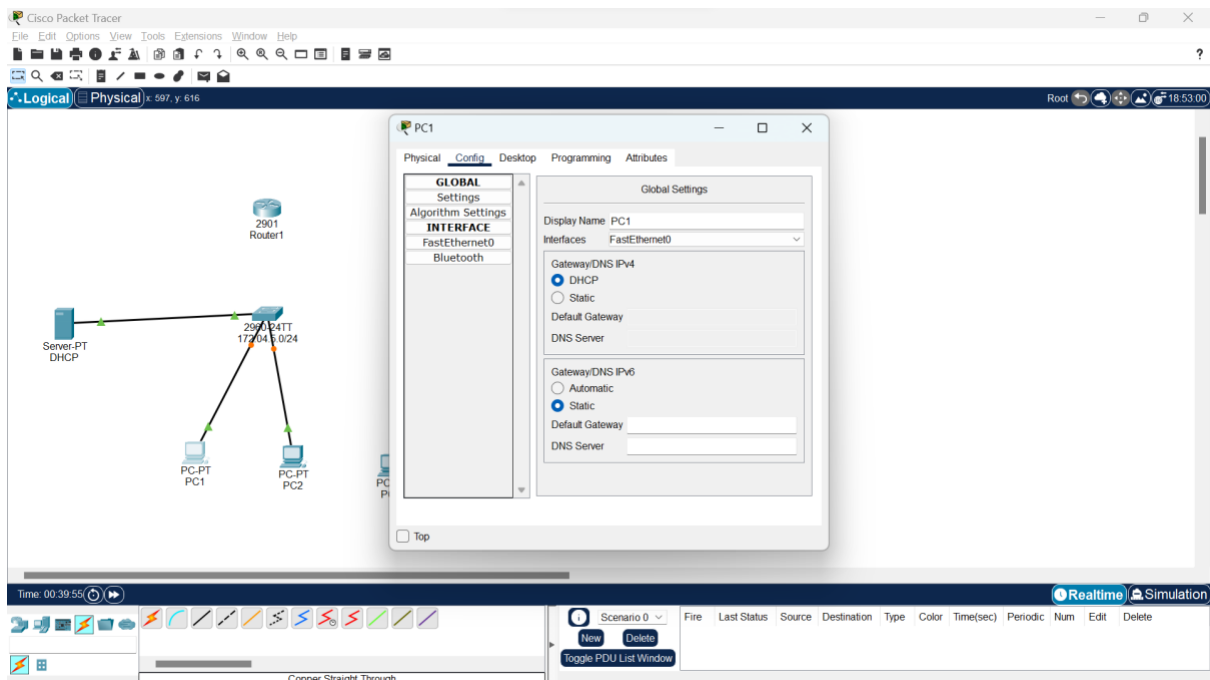 Cisco Packet Tracer
File Edit Options View Tools Extensions Window Help
?
Logical Physical x: 597, y: 616
Root 18:53:00
PC1
Physical Config Desktop Programming Attributes
GLOBAL
Settings
Algorithm Settings
INTERFACE
FastEthernet0
Bluetooth
Global Settings
Display Name PC1
Interfaces FastEthernet0
Gateway/DNS IPv4
DHCP
Static
Default Gateway
DNS Server
Gateway/DNS IPv6
Automatic
Static
Default Gateway
DNS Server
Top
2901
Router1
2960-24TT
172.04.5.0/24
Server-PT
DHCP
PC-PT
PC1
PC-PT
PC2
Time: 00:39:55
Realtime Simulation
Scenario 0
New Delete
Toggle PDU List Window
Fire Last Status Source Destination Type Color Time(sec) Periodic Num Edit Delete
Copper Straight Through